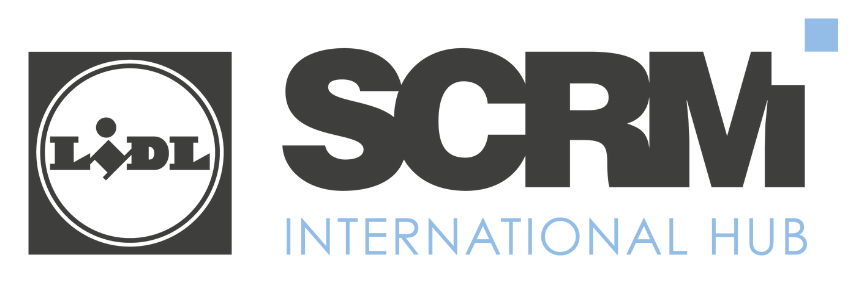 LiDL
SCRM
INTERNATIONAL HUB